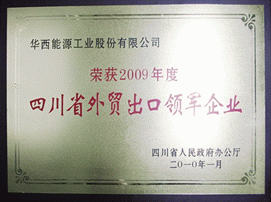 华西能源工业股份有限公司
荣获2009年度
四川省外贸出口领军企业
四川省人民政府办公厅
二〇一〇年一月